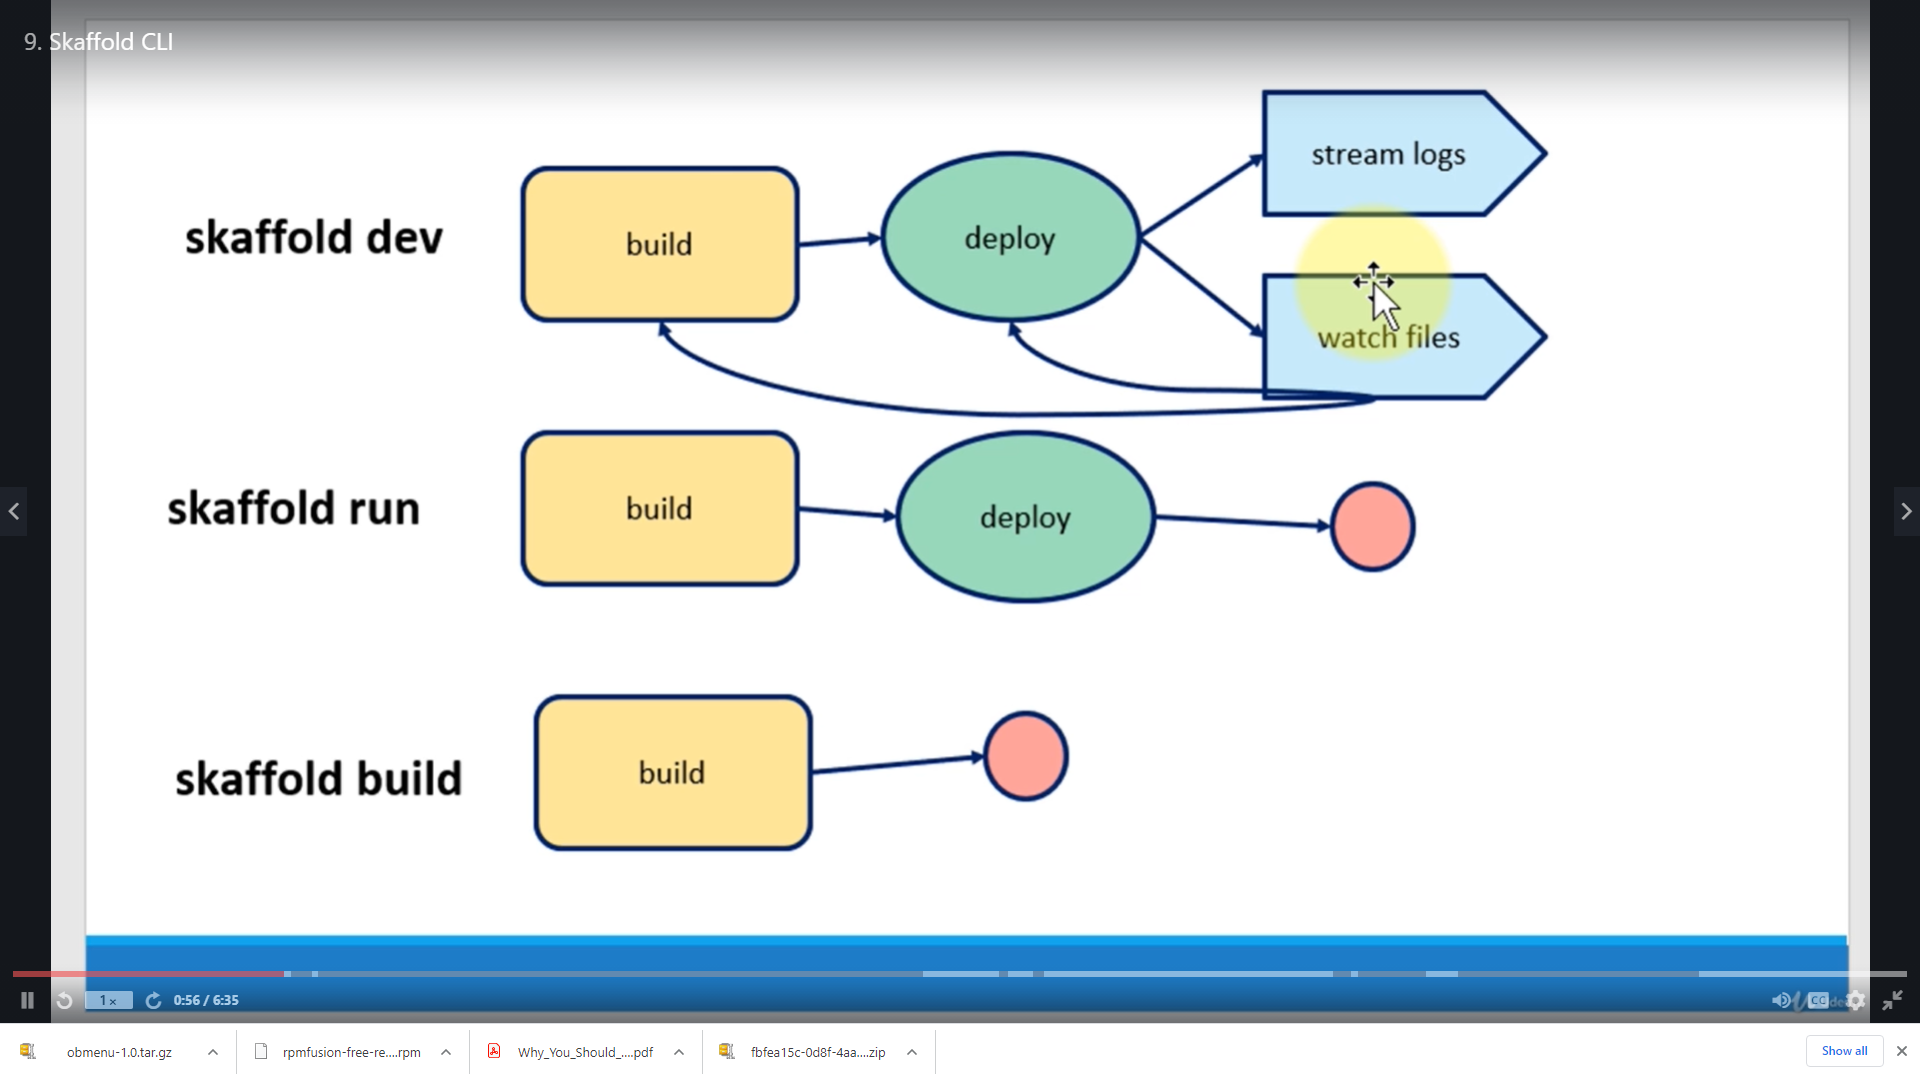 9. Skaffold CLI
stream logs
skaffold dev
build
deploy
watch files
skaffold run
build
deploy
skaffold build
build
1×
0:56 / 6:35
CC
obmenu-1.0.tar.gz
rpmfusion-free-re....rpm
Why_You_Should_....pdf
fbfea15c-0d8f-4aa....zip
Show all